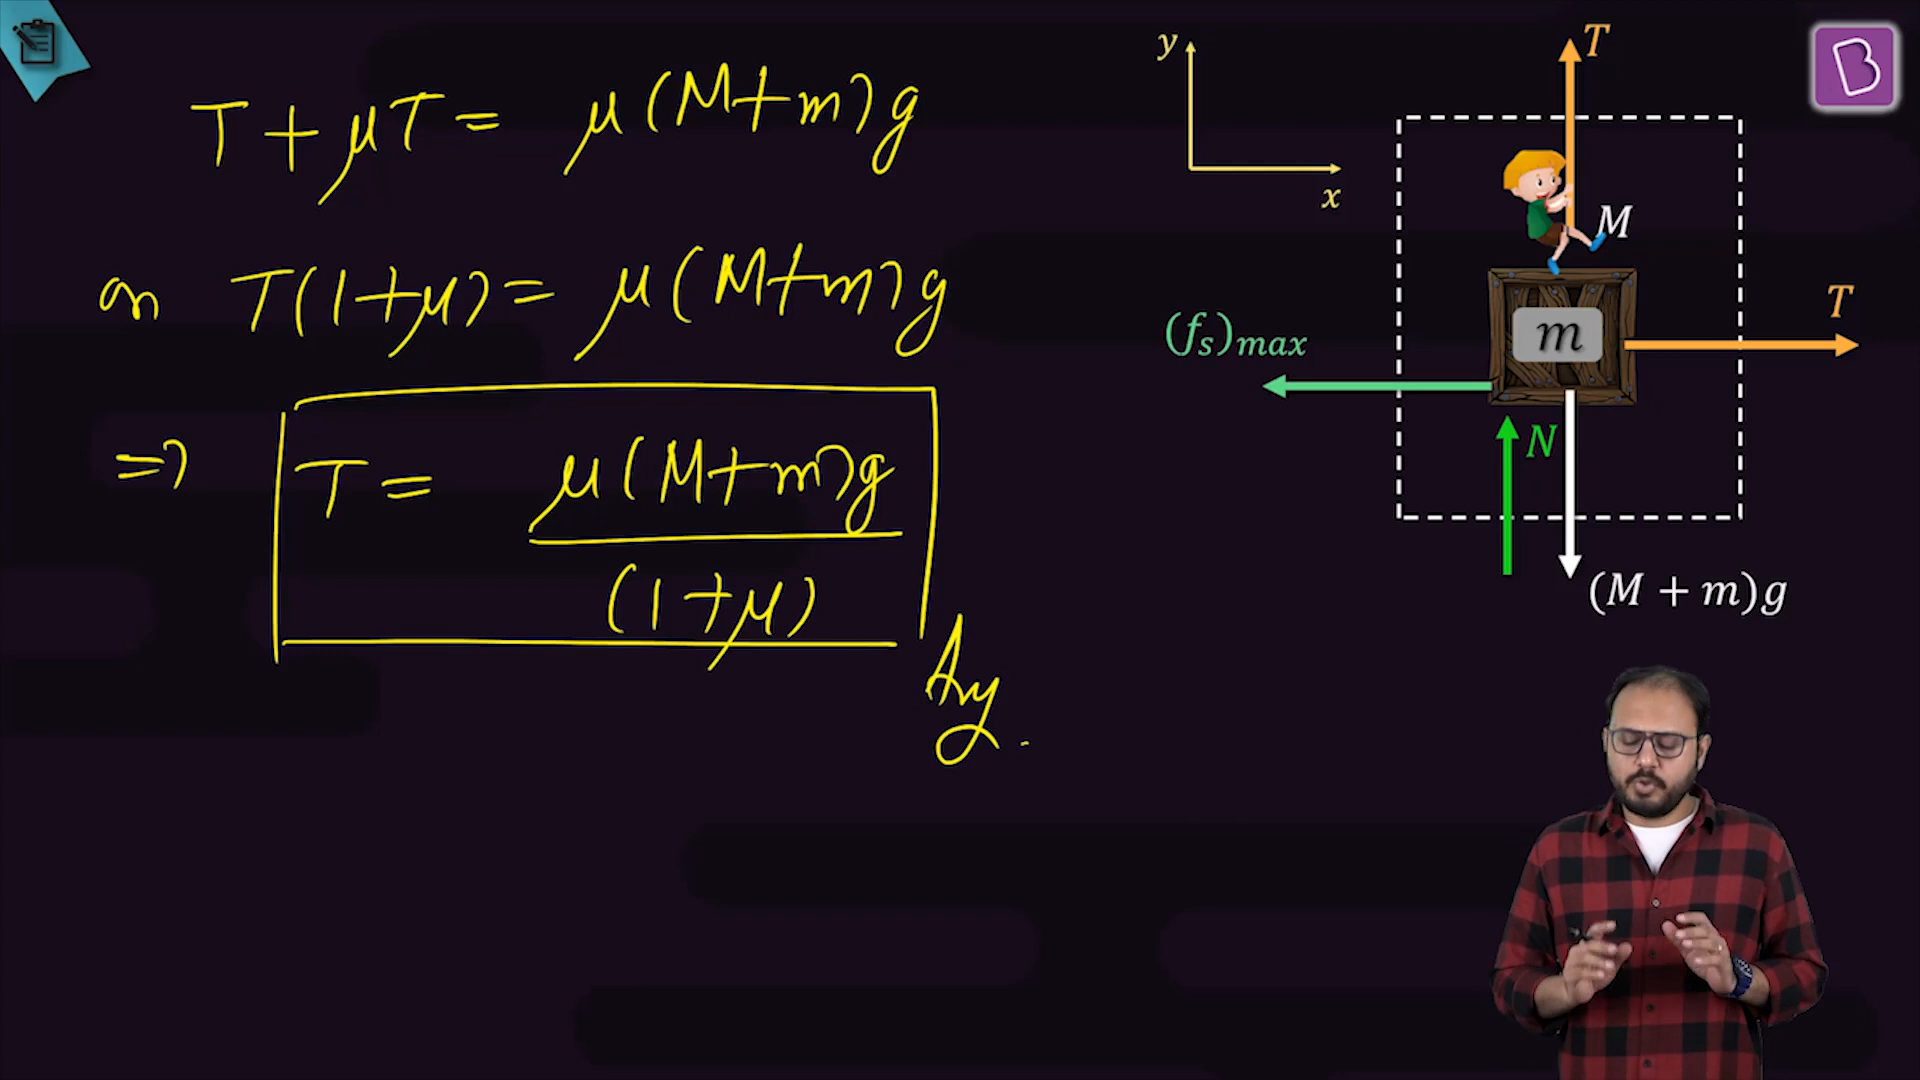 T + μT = μ(M+m)g
or T(1+μ) = μ(M+m)g
=> T = μ(M+m)g
(1+μ)
Ans.
y
x
T
M
m
T
(fs)max
N
(M + m)g
B